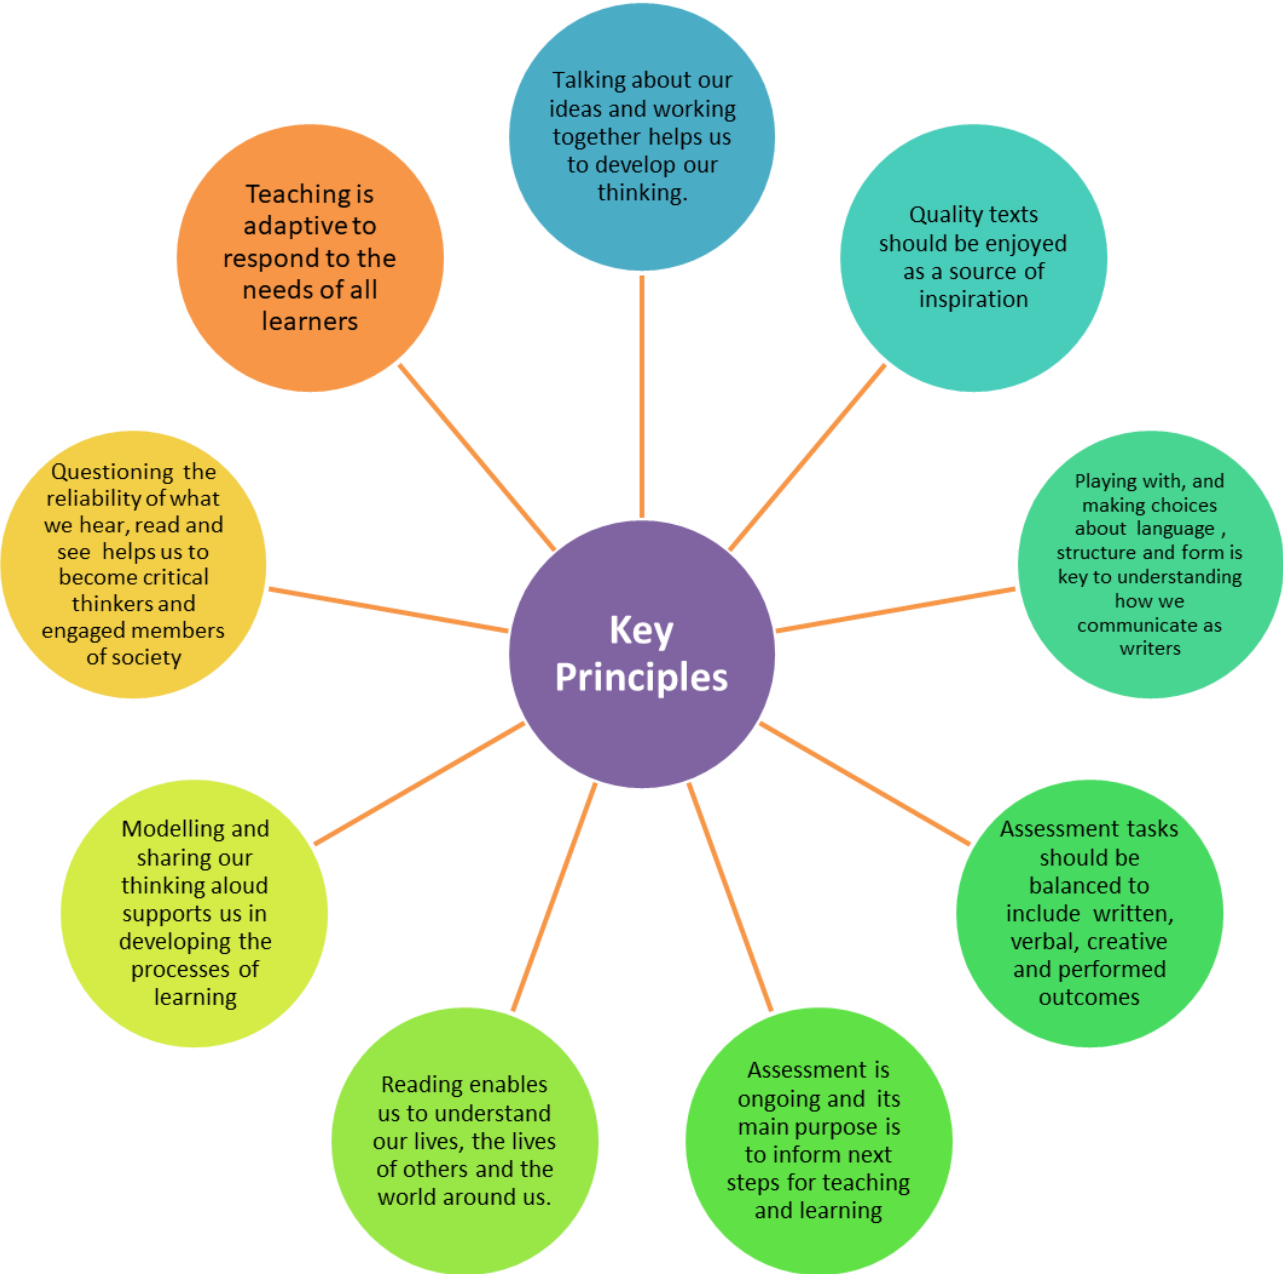 Talking about our
ideas and working
together helps us
to develop our
thinking.
Quality texts
should be enjoyed
as a source of
inspiration
Playing with, and
making choices
about language ,
structure and form is
key to understanding
how we
communicate as
writers
Assessment tasks
should be
balanced to
include written,
verbal, creative
and performed
outcomes
Assessment is
ongoing and its
main purpose is
to inform next
steps for teaching
and learning
Reading enables
us to understand
our lives, the lives
of others and the
world around us.
Modelling and
sharing our
thinking aloud
supports us in
developing the
processes of
learning
Questioning the
reliability of what
we hear, read and
see helps us to
become critical
thinkers and
engaged members
of society
Teaching is
adaptive to
respond to the
needs of all
learners
Key
Principles